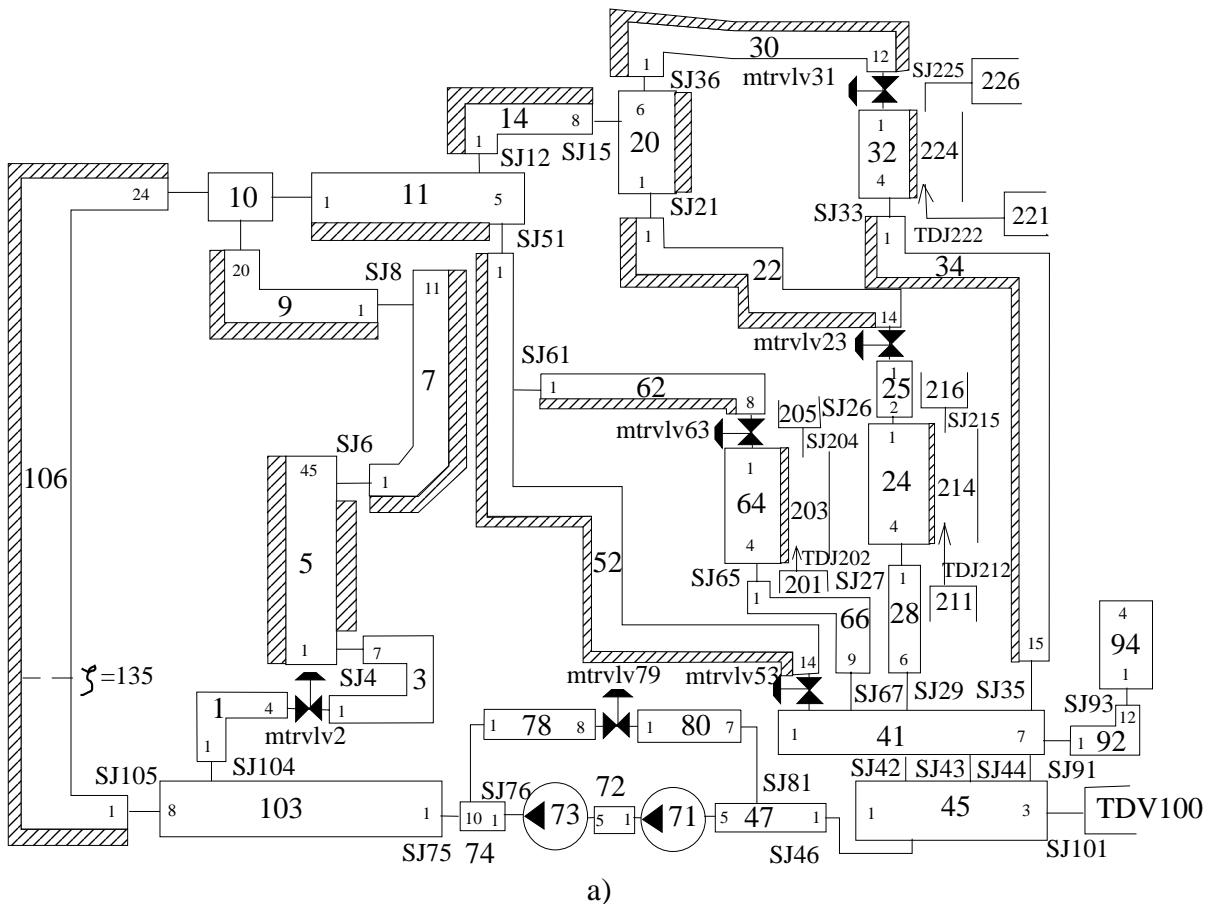 30
1
12
mtrvlv31
SJ36
SJ225
226
14
8
1
6
20
1
1
32
4
224
SJ12
SJ15
24
10
1
11
5
SJ21
SJ33
TDJ222
221
SJ51
1
1
22
34
20
SJ8
11
9
1
1
14
mtrvlv23
SJ61
7
1
62
8
205
SJ26
1
25
2
216
SJ215
mtrvlv63
SJ204
SJ6
106
45
1
1
64
4
203
1
24
4
214
5
52
SJ65
TDJ202
201
SJ27
TDJ212
211
1
66
1
28
4
94
1
1
7
3
14
9
6
15
ζ=135
SJ4
mtrvlv79
mtrvlv53
SJ67
SJ29
SJ35
SJ93
12
1
4
1
1
mtrvlv2
78
8
1
80
7
1
41
7
1
92
SJ105
SJ104
SJ42
SJ43
SJ44
SJ91
1
8
103
1
SJ76
10
1
73
72
5
1
71
SJ81
5
47
1
1
45
3
TDV100
SJ75
74
SJ46
SJ101
a)